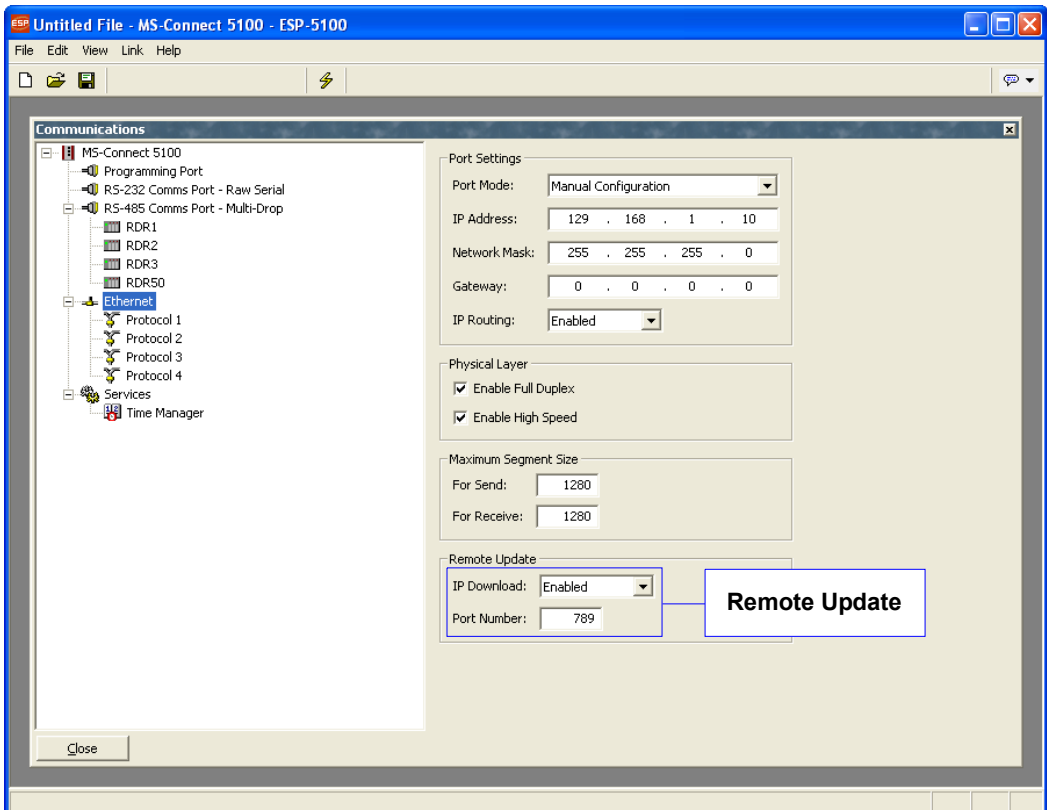 ESP Untitled File - MS-Connect 5100 - ESP-5100
File Edit View Link Help
Communications
MS-Connect 5100
Programming Port
RS-232 Comms Port - Raw Serial
RS-485 Comms Port - Multi-Drop
RDR1
RDR2
RDR3
RDR50
Ethernet
Protocol 1
Protocol 2
Protocol 3
Protocol 4
Services
Time Manager
Close
Port Settings
Port Mode: Manual Configuration
IP Address: 129 . 168 . 1 . 10
Network Mask: 255 . 255 . 255 . 0
Gateway: 0 . 0 . 0 . 0
IP Routing: Enabled
Physical Layer
Enable Full Duplex
Enable High Speed
Maximum Segment Size
For Send: 1280
For Receive: 1280
Remote Update
IP Download: Enabled
Port Number: 789
Remote Update